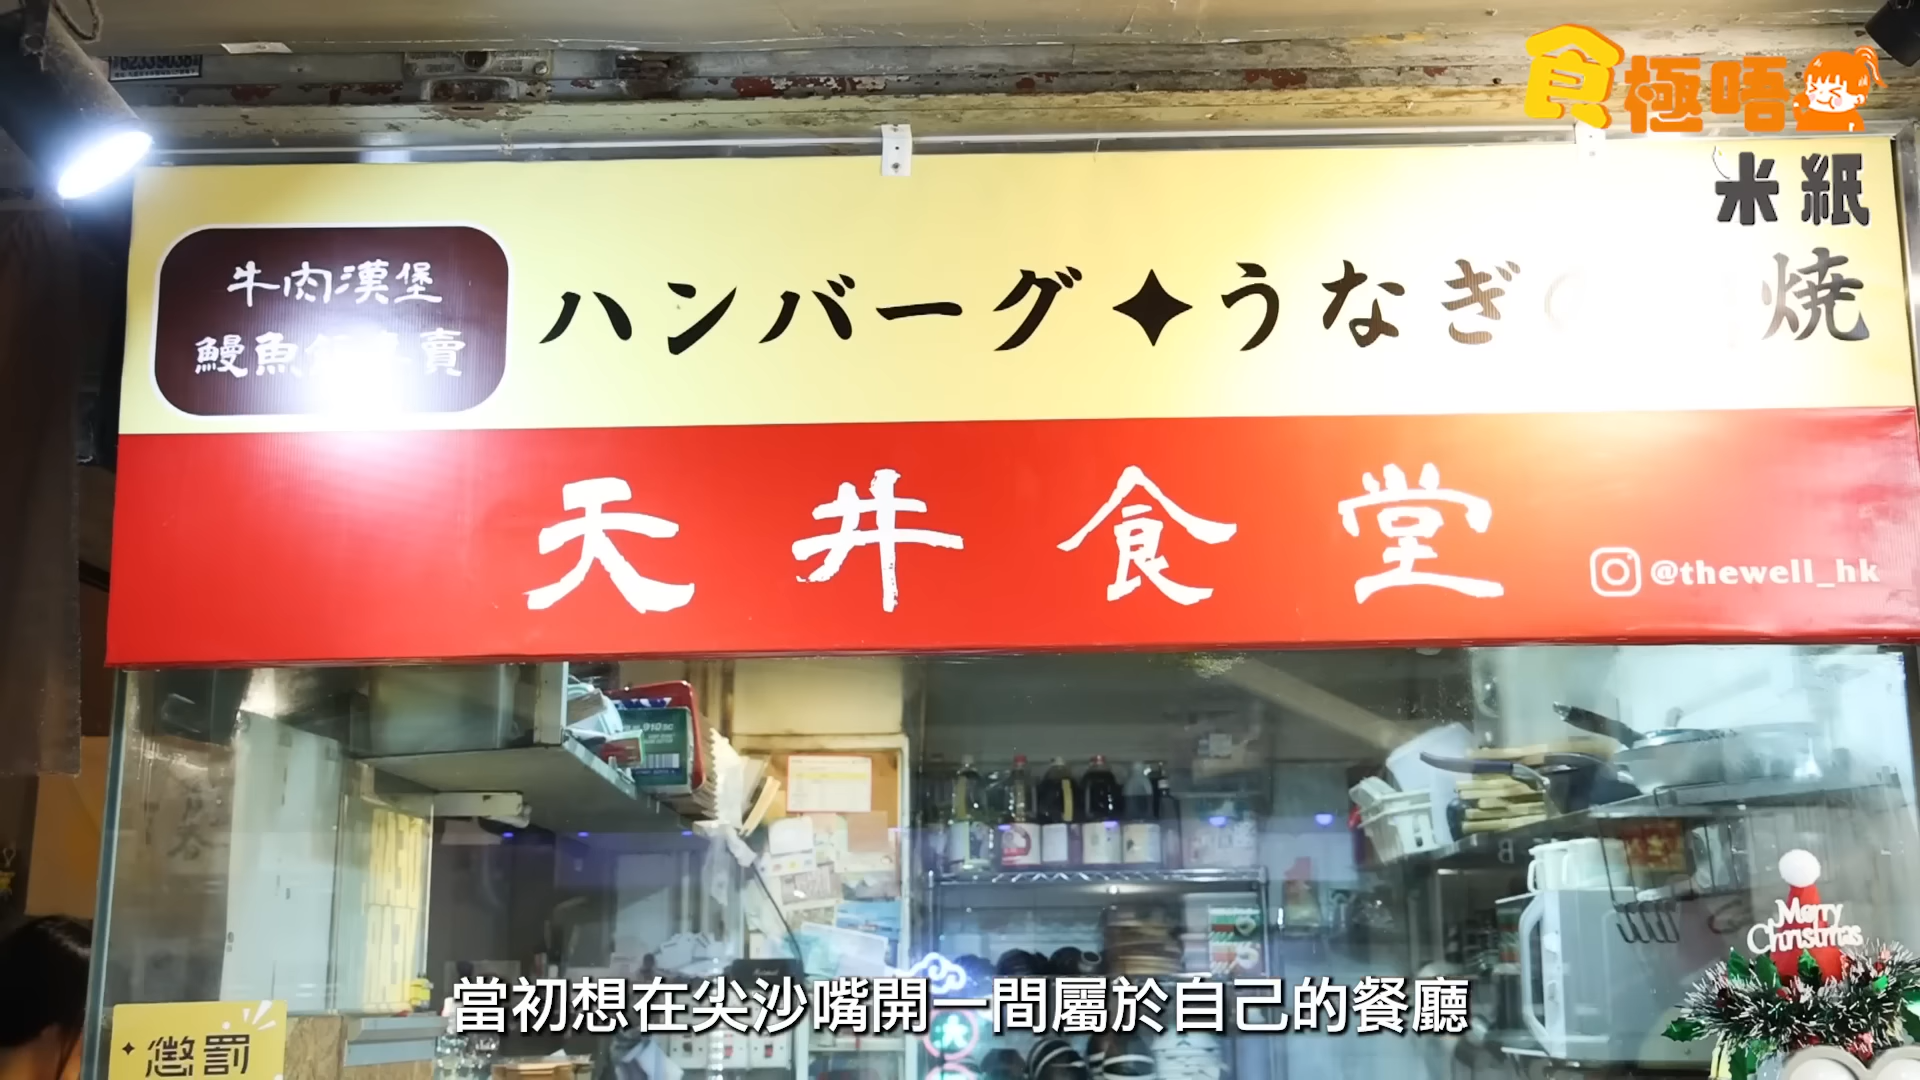 食極唔
米紙
牛肉漢堡
鰻魚 賣
ハンバーグ✦うなぎ 焼
天井食堂
@thewell_hk
Merry
Christmas
當初想在尖沙嘴開一間屬於自己的餐廳
懲罰